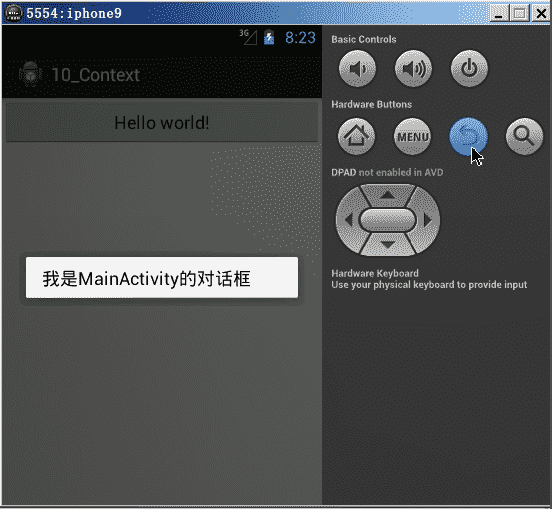 5554:iphone9
3G
8:23
10_Context
Hello world!
我是MainActivity的对话框
Basic Controls
Hardware Buttons
MENU
DPAD not enabled in AVD
Hardware Keyboard
Use your physical keyboard to provide input